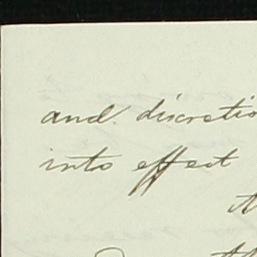 and discretio
into effect